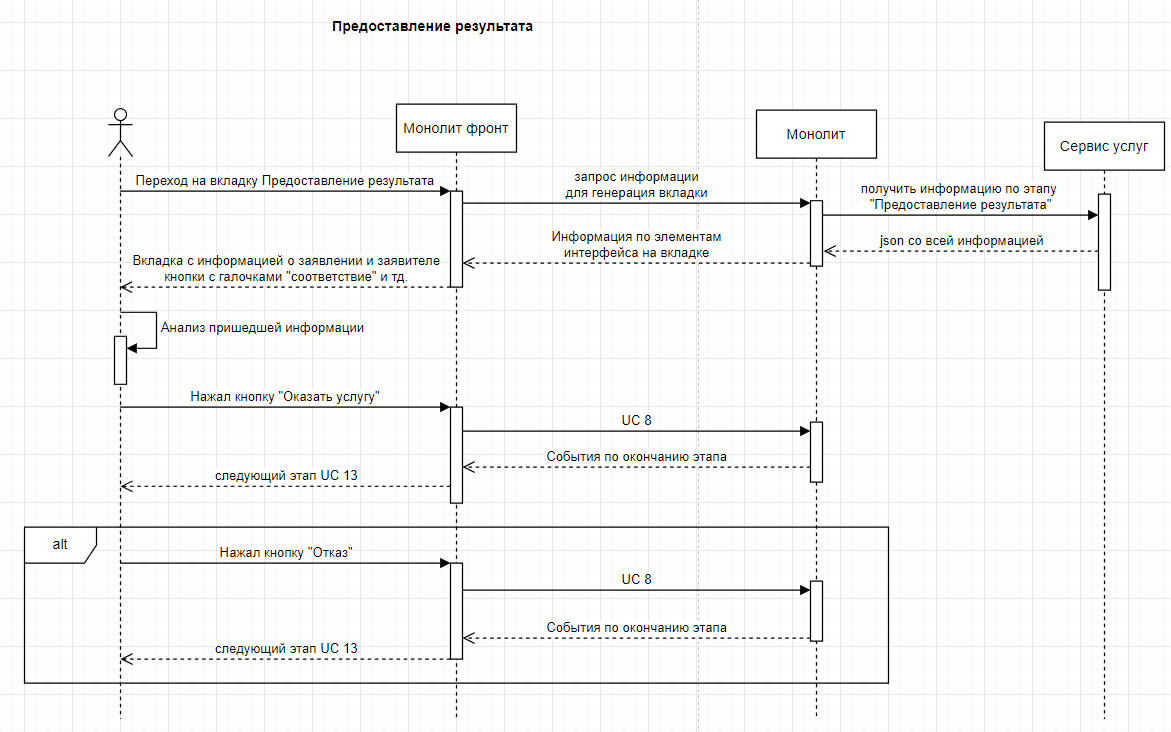 Предоставление результата
Монолит фронт
Монолит
Сервис услуг
Переход на вкладку Предоставление результата
запрос информации
для генерация вкладки
получить информацию по этапу
"Предоставление результата"
json со всей информацией
Информация по элементам
интерфейса на вкладке
Вкладка с информацией о заявлении и заявителе
кнопки с галочками "соответствие" и тд.
Анализ пришедшей информации
Нажал кнопку "Оказать услугу"
UC 8
События по окончанию этапа
следующий этап UC 13
alt
Нажал кнопку "Отказ"
UC 8
События по окончанию этапа
следующий этап UC 13